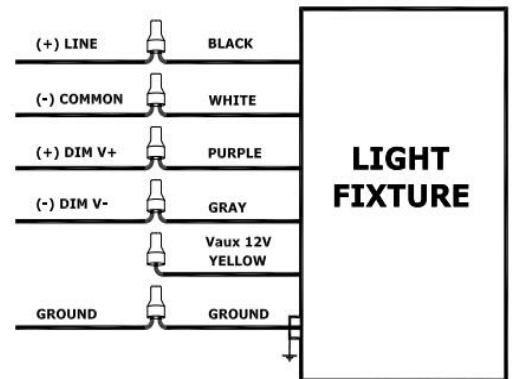 (+) LINE BLACK
(-) COMMON WHITE
(+) DIM V+ PURPLE
(-) DIM V- GRAY
Vaux 12V
YELLOW
GROUND GROUND
LIGHT
FIXTURE